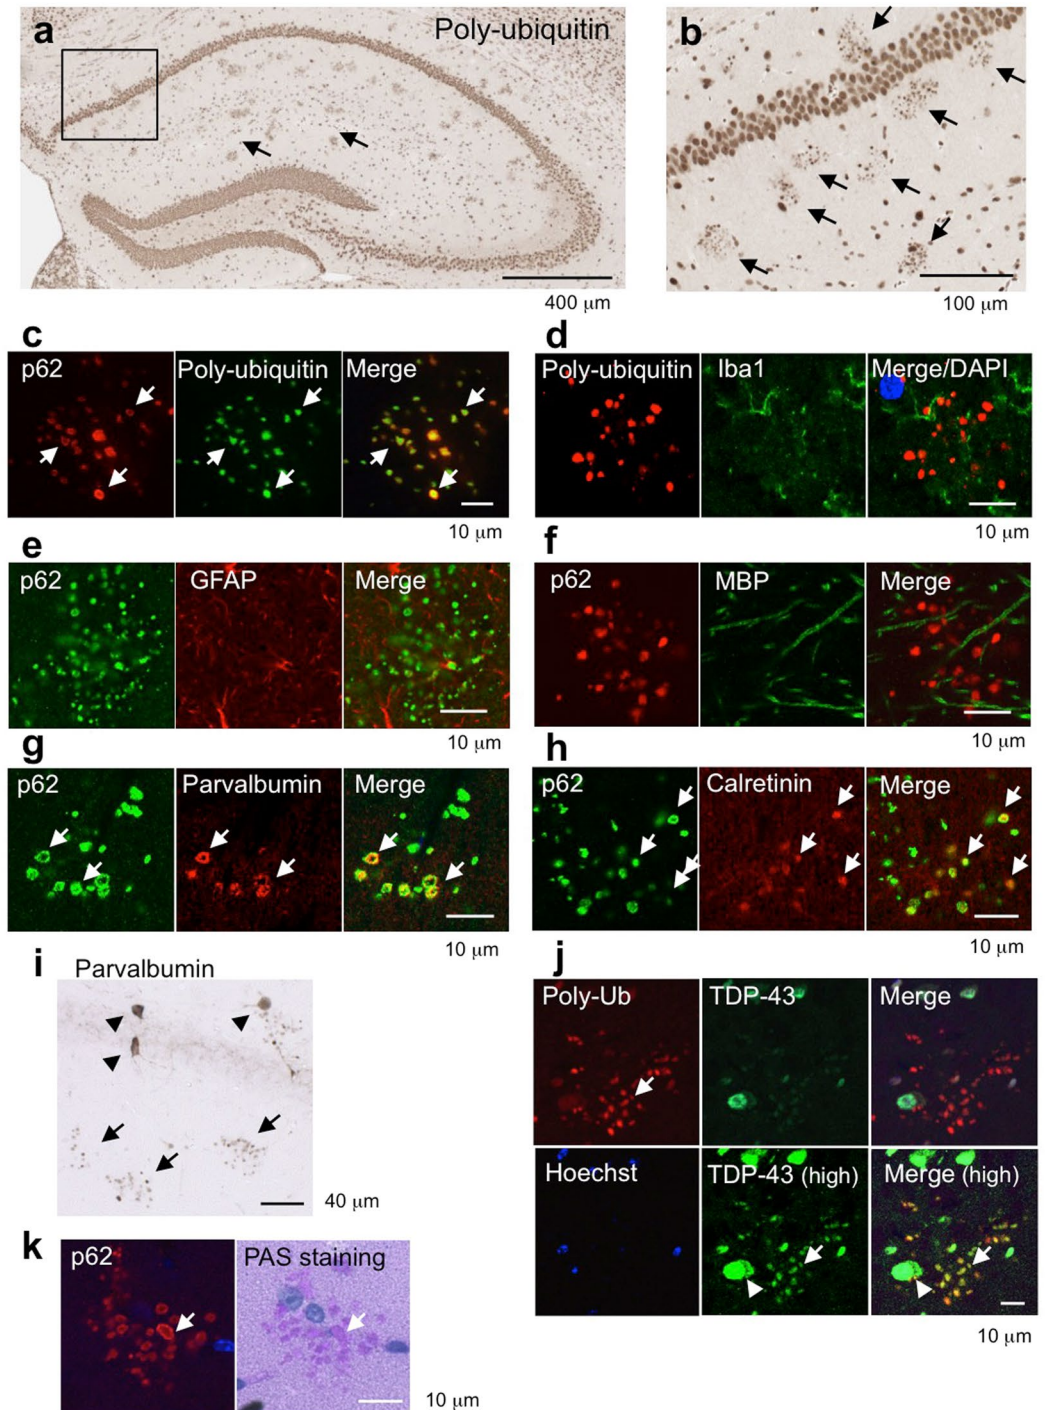 a Poly-ubiquitin
400 μm
b
100 μm
c
p62 Poly-ubiquitin Merge
10 μm
d
Poly-ubiquitin Iba1 Merge/DAPI
10 μm
e
p62 GFAP Merge
10 μm
f
p62 MBP Merge
10 μm
g
p62 Parvalbumin Merge
10 μm
h
p62 Calretinin Merge
10 μm
i
Parvalbumin
40 μm
j
Poly-Ub TDP-43 Merge
Hoechst TDP-43 (high) Merge (high)
10 μm
k
p62 PAS staining
10 μm